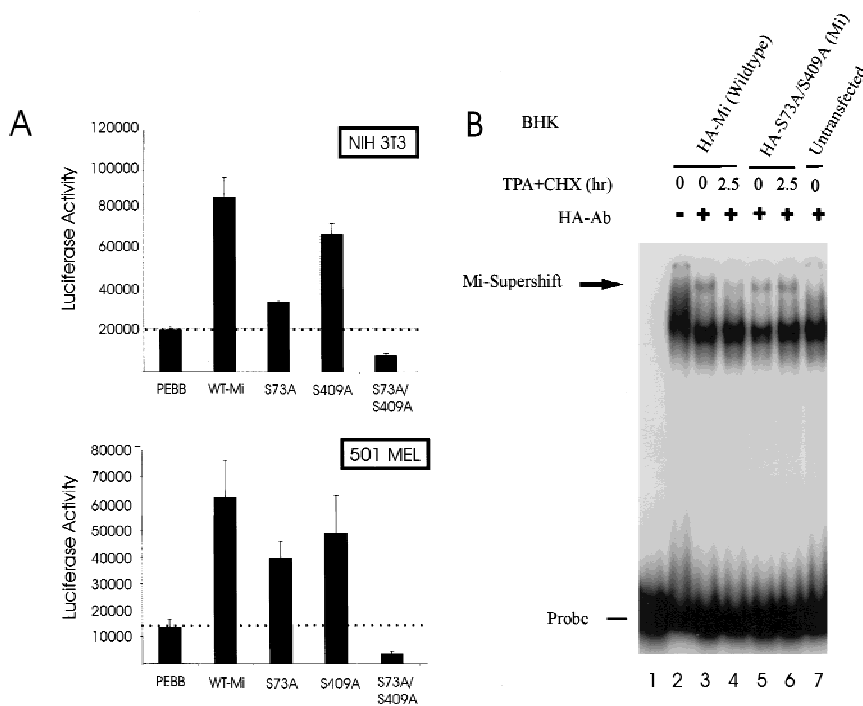 A
NIH 3T3
Luciferase Activity
120000
100000
80000
60000
40000
20000
PEBB WT-Mi S73A S409A S73A/
S409A
501 MEL
Luciferase Activity
80000
70000
60000
50000
40000
30000
20000
10000
PEBB WT-Mi S73A S409A S73A/
S409A
B
BHK
HA-Mi (Wildtype)
HA-S73A/S409A (Mi)
Untransfected
TPA+CHX (hr) 0 0 2.5 0 2.5 0
HA-Ab - + + + + +
Mi-Supershift
Probe
1 2 3 4 5 6 7